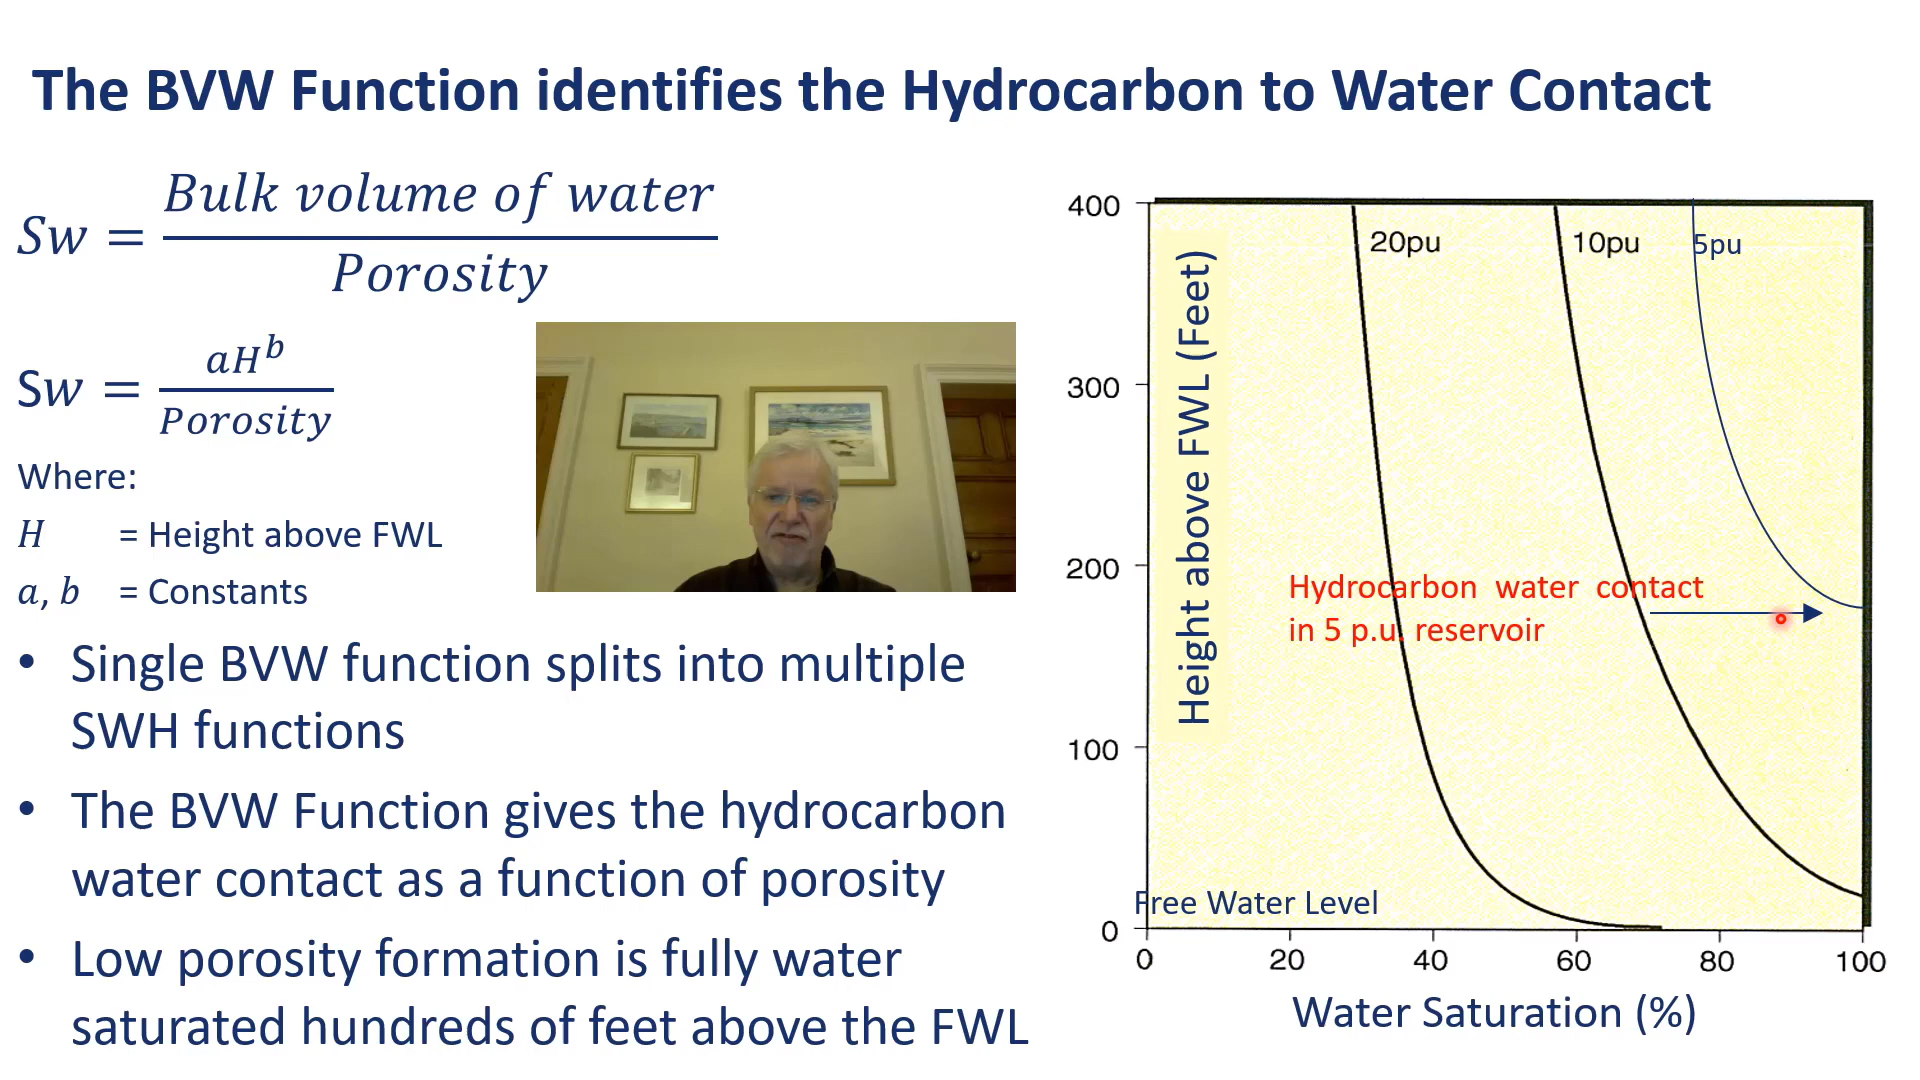 The BVW Function identifies the Hydrocarbon to Water Contact
Sw = Bulk volume of water / Porosity
Sw = aH^b / Porosity
Where:
H = Height above FWL
a, b = Constants
• Single BVW function splits into multiple
SWH functions
• The BVW Function gives the hydrocarbon
water contact as a function of porosity
• Low porosity formation is fully water
saturated hundreds of feet above the FWL
400
300
200
100
0
Height above FWL (Feet)
20pu
10pu
5pu
Hydrocarbon water contact
in 5 p.u. reservoir
Free Water Level
0 20 40 60 80 100
Water Saturation (%)